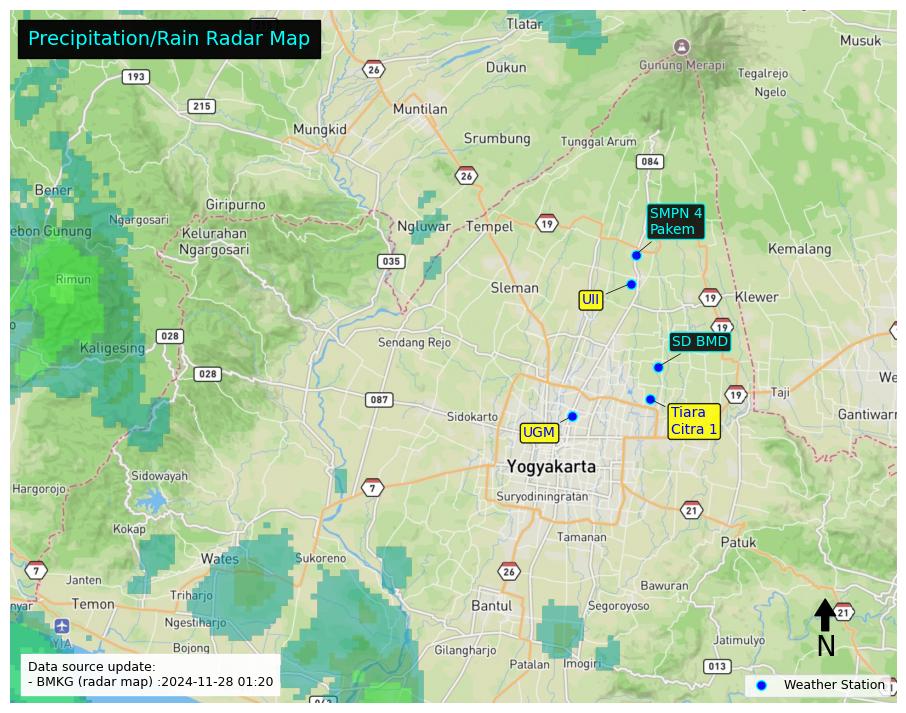 Precipitation/Rain Radar Map
Tlatar
Musuk
26
Dukun
Gunung Merapi
Tegalrejo
193
Ngelo
215
Muntilan
Mungkid
Srumbung
Tunggal Arum
084
26
Bener
Giripurno
SMPN 4
Pakem
Ngargosari
Ngluwar
Tempel
19
ebon Gunung
Kelurahan
Ngargosari
Kemalang
035
Rimun
Sleman
UII
19
Klewer
19
028
Kaligesing
Sendang Rejo
SD BMD
028
We
19
Taji
087
Tiara
Citra 1
Sidokarto
Gantiwarn
UGM
Yogyakarta
Sidowayah
Hargorojo
7
Suryodiningratan
21
Kokap
Tamanan
Patuk
Wates
Sukoreno
7
26
Janten
Bawuran
Triharjo
nyar
Temon
Bantul
Segoroyoso
21
Ngestiharjo
YIA
Jatimulyo
N
Bojong
Gilangharjo
Patalan
Imogiri
013
Data source update:
- BMKG (radar map) :2024-11-28 01:20
Weather Station